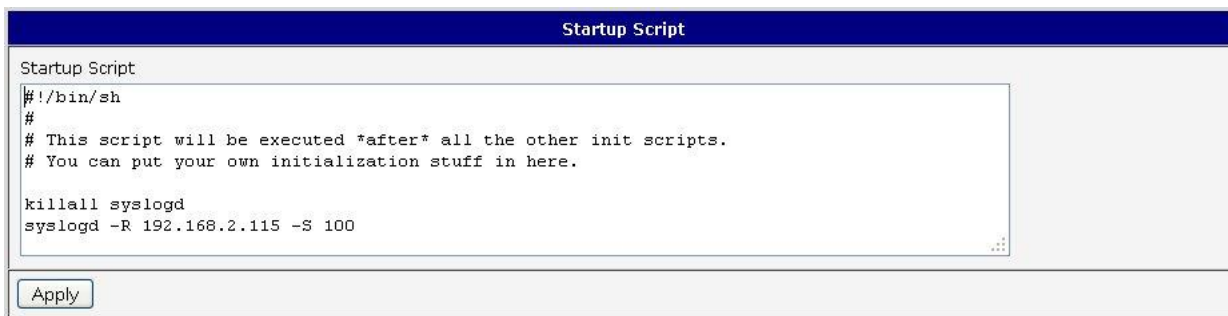 Startup Script
Startup Script
#!/bin/sh
#
# This script will be executed *after* all the other init scripts.
# You can put your own initialization stuff in here.
killall syslogd
syslogd -R 192.168.2.115 -S 100
Apply